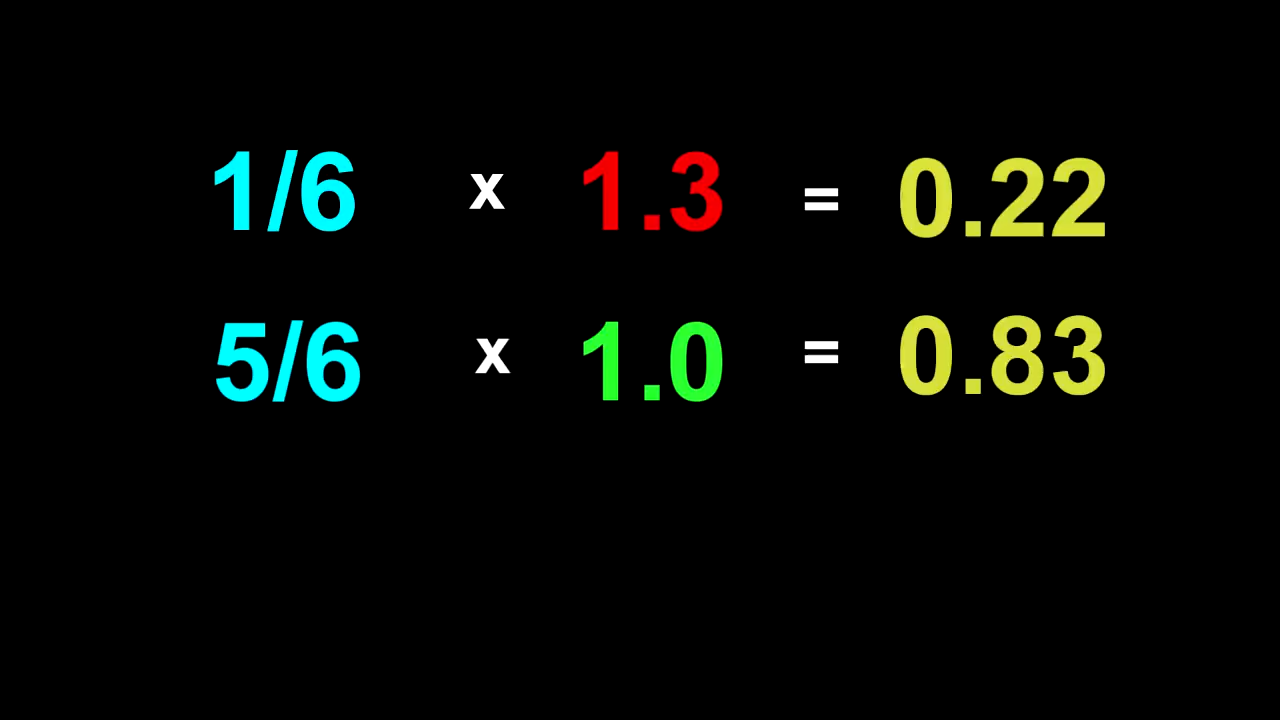 1/6 x 1.3 = 0.22
5/6 x 1.0 = 0.83